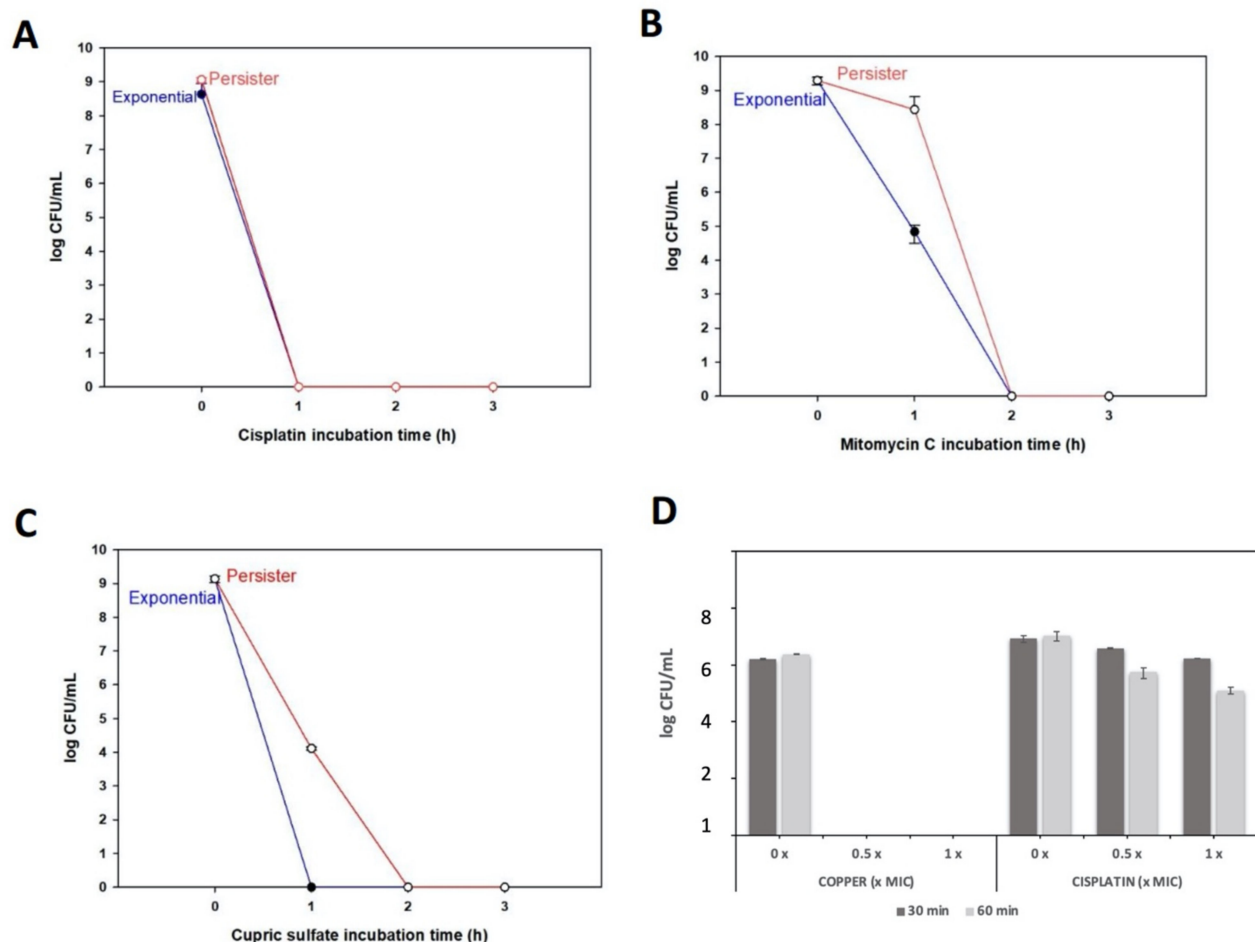 A
10
9
8
7
6
5
4
3
2
1
0
log CFU/mL
Persister
Exponential
0 1 2 3
Cisplatin incubation time (h)
B
10
9
8
7
6
5
4
3
2
1
0
log CFU/mL
Persister
Exponential
0 1 2 3
Mitomycin C incubation time (h)
C
10
9
8
7
6
5
4
3
2
1
0
log CFU/mL
Persister
Exponential
0 1 2 3
Cupric sulfate incubation time (h)
D
8
6
4
2
1
log CFU/mL
0 x 0.5 x 1 x 0 x 0.5 x 1 x
COPPER (x MIC) CISPLATIN (x MIC)
30 min 60 min